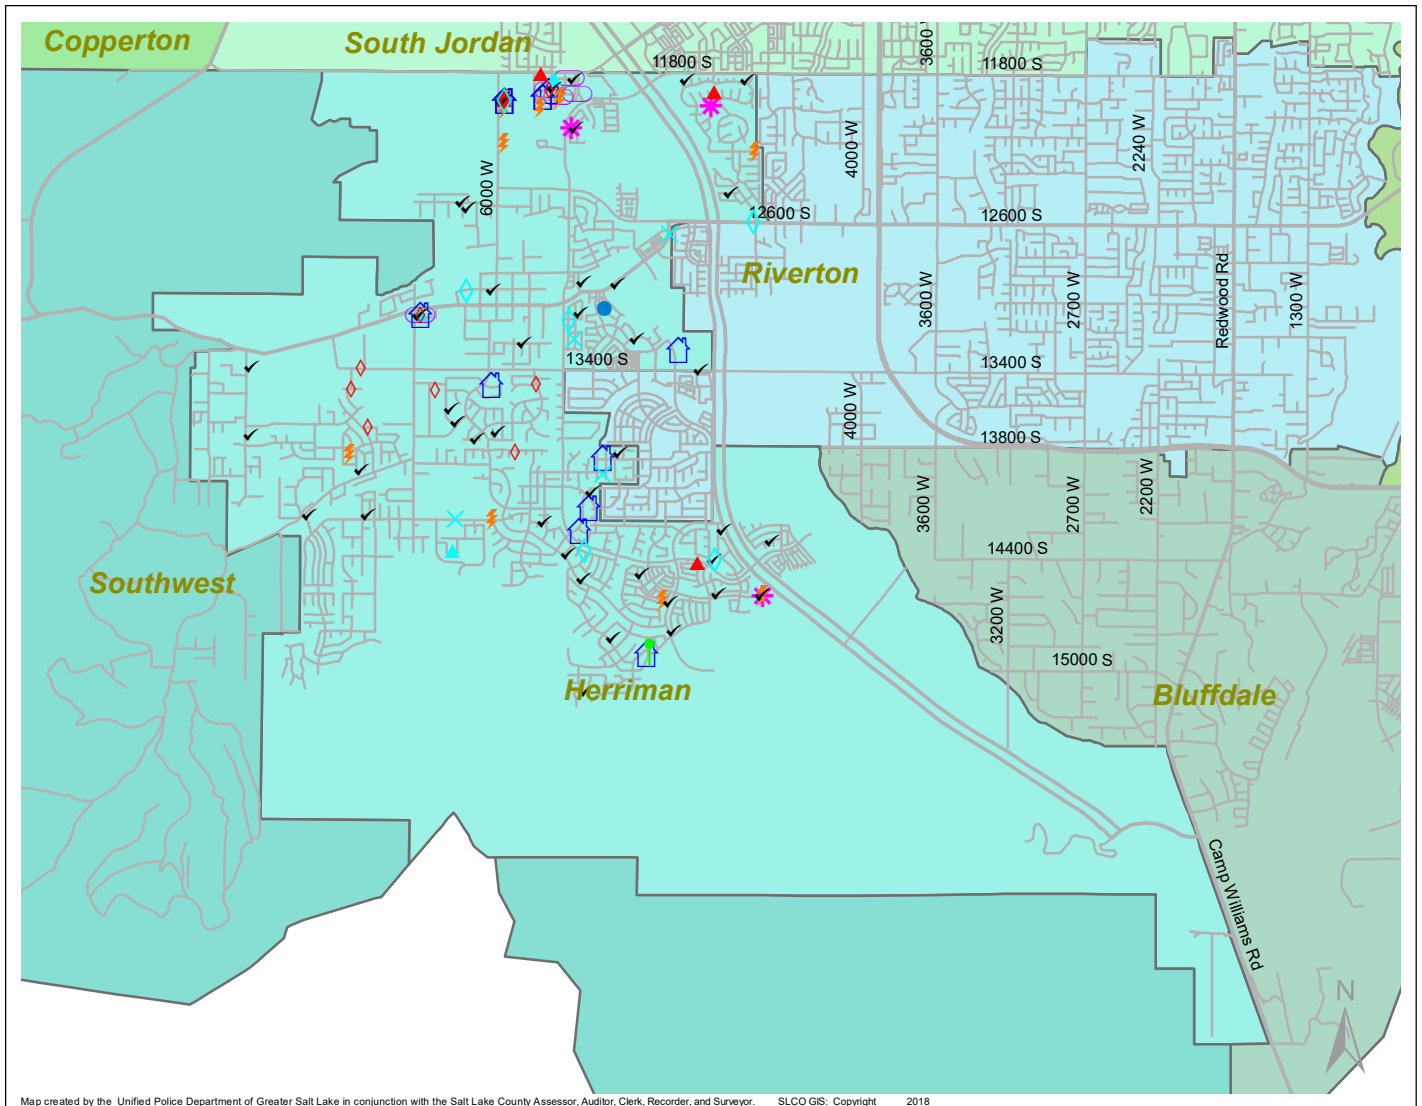 Copperton
South Jordan
3600
11800 S
11800 S
4000 W
2240 W
6000 W
12600 S
12600 S
Riverton
3600 W
2700 W
Redwood Rd
1300 W
13400 S
13400 S
4000 W
13800 S
3600 W
2700 W
2200 W
14400 S
Southwest
3200 W
15000 S
Herriman
Bluffdale
Camp Williams Rd
N
Map created by the Unified Police Department of Greater Salt Lake in conjunction with the Salt Lake County Assessor, Auditor, Clerk, Recorder, and Surveyor. SLCO GIS: Copyright 2018